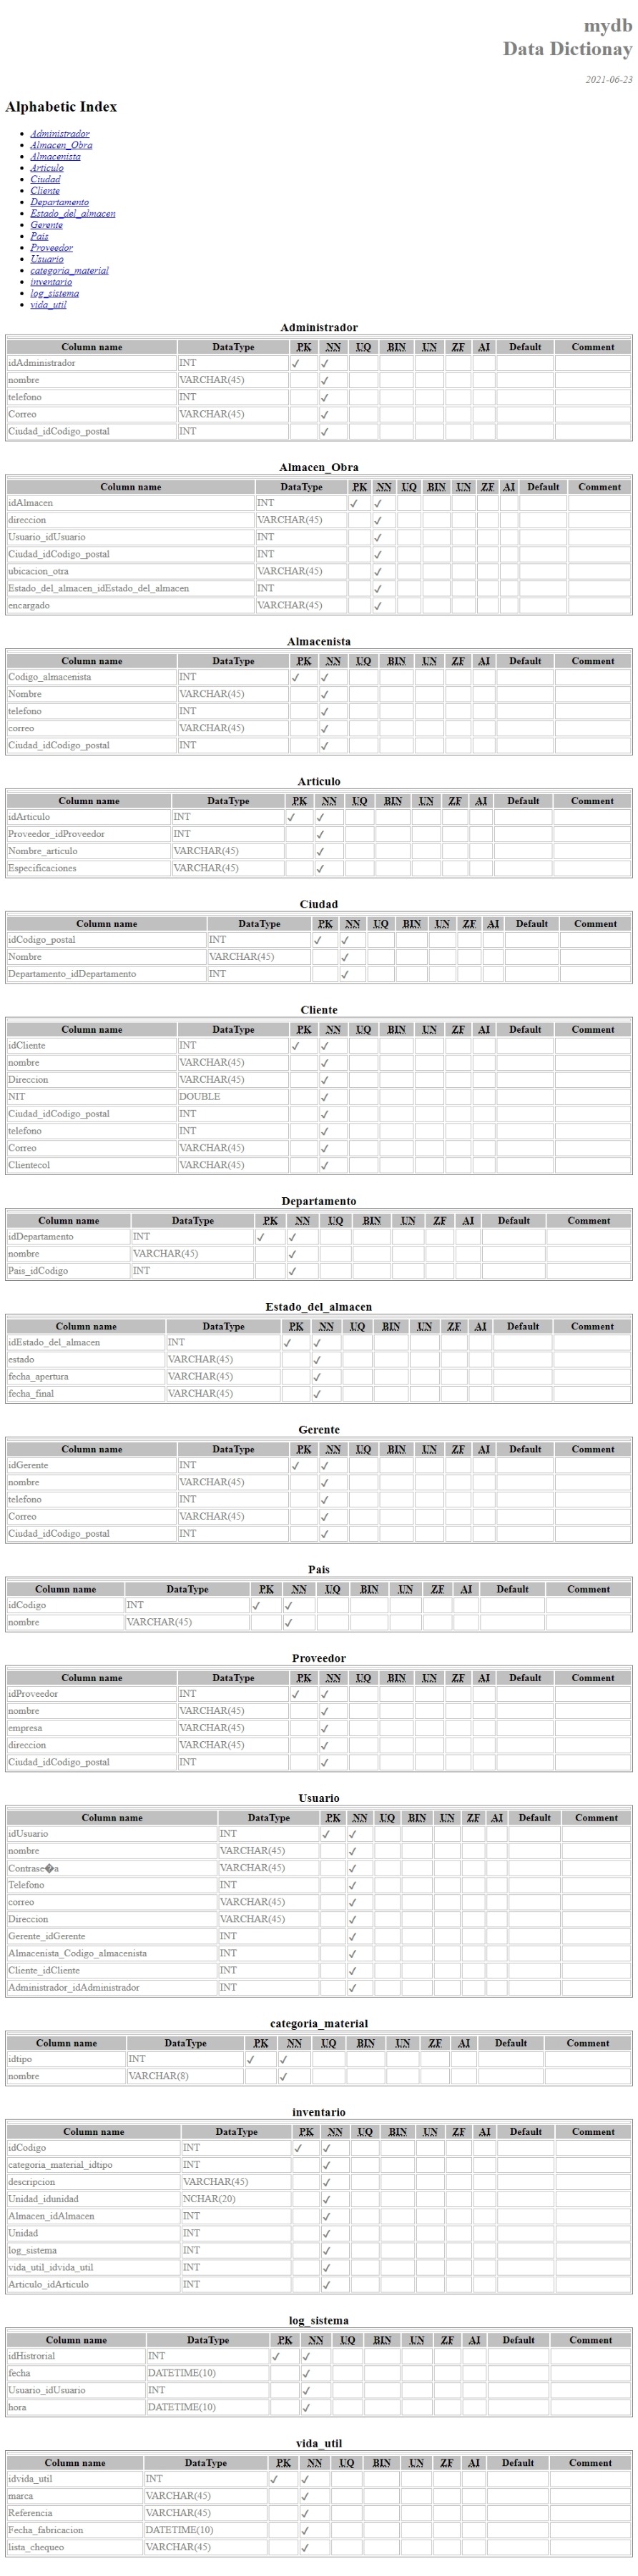 mydb
Data Dictionay
2021-06-23
Alphabetic Index
Administrador
Almacen_Obra
Almacenista
Articulo
Ciudad
Cliente
Departamento
Estado_del_almacen
Gerente
Pais
Proveedor
Usuario
categoria_material
inventario
log_sistema
vida_util
Administrador
Column name DataType PK NN UQ BIN UN ZF AI Default Comment
idAdministrador INT ✓ ✓
nombre VARCHAR(45) ✓
telefono INT ✓
Correo VARCHAR(45) ✓
Ciudad_idCodigo_postal INT ✓
Almacen_Obra
Column name DataType PK NN UQ BIN UN ZF AI Default Comment
idAlmacen INT ✓ ✓
direccion VARCHAR(45) ✓
Usuario_idUsuario INT ✓
Ciudad_idCodigo_postal INT ✓
ubicacion_otra VARCHAR(45) ✓
Estado_del_almacen_idEstado_del_almacen INT ✓
encargado VARCHAR(45) ✓
Almacenista
Column name DataType PK NN UQ BIN UN ZF AI Default Comment
Codigo_almacenista INT ✓ ✓
Nombre VARCHAR(45) ✓
telefono INT ✓
correo VARCHAR(45) ✓
Ciudad_idCodigo_postal INT ✓
Articulo
Column name DataType PK NN UQ BIN UN ZF AI Default Comment
idArticulo INT ✓ ✓
Proveedor_idProveedor INT ✓
Nombre_articulo VARCHAR(45) ✓
Especificaciones VARCHAR(45) ✓
Ciudad
Column name DataType PK NN UQ BIN UN ZF AI Default Comment
idCodigo_postal INT ✓ ✓
Nombre VARCHAR(45) ✓
Departamento_idDepartamento INT ✓
Cliente
Column name DataType PK NN UQ BIN UN ZF AI Default Comment
idCliente INT ✓ ✓
nombre VARCHAR(45) ✓
Direccion VARCHAR(45) ✓
NIT DOUBLE ✓
Ciudad_idCodigo_postal INT ✓
telefono INT ✓
Correo VARCHAR(45) ✓
Clientecol VARCHAR(45) ✓
Departamento
Column name DataType PK NN UQ BIN UN ZF AI Default Comment
idDepartamento INT ✓ ✓
nombre VARCHAR(45) ✓
Pais_idCodigo INT ✓
Estado_del_almacen
Column name DataType PK NN UQ BIN UN ZF AI Default Comment
idEstado_del_almacen INT ✓ ✓
estado VARCHAR(45) ✓
fecha_apertura VARCHAR(45) ✓
fecha_final VARCHAR(45) ✓
Gerente
Column name DataType PK NN UQ BIN UN ZF AI Default Comment
idGerente INT ✓ ✓
nombre VARCHAR(45) ✓
telefono INT ✓
Correo VARCHAR(45) ✓
Ciudad_idCodigo_postal INT ✓
Pais
Column name DataType PK NN UQ BIN UN ZF AI Default Comment
idCodigo INT ✓ ✓
nombre VARCHAR(45) ✓
Proveedor
Column name DataType PK NN UQ BIN UN ZF AI Default Comment
idProveedor INT ✓ ✓
nombre VARCHAR(45) ✓
empresa VARCHAR(45) ✓
direccion VARCHAR(45) ✓
Ciudad_idCodigo_postal INT ✓
Usuario
Column name DataType PK NN UQ BIN UN ZF AI Default Comment
idUsuario INT ✓ ✓
nombre VARCHAR(45) ✓
Contrase�a VARCHAR(45) ✓
Telefono INT ✓
correo VARCHAR(45) ✓
Direccion VARCHAR(45) ✓
Gerente_idGerente INT ✓
Almacenista_Codigo_almacenista INT ✓
Cliente_idCliente INT ✓
Administrador_idAdministrador INT ✓
categoria_material
Column name DataType PK NN UQ BIN UN ZF AI Default Comment
idtipo INT ✓ ✓
nombre VARCHAR(8) ✓
inventario
Column name DataType PK NN UQ BIN UN ZF AI Default Comment
idCodigo INT ✓ ✓
categoria_material_idtipo INT ✓
descripcion VARCHAR(45) ✓
Unidad_idunidad NCHAR(20) ✓
Almacen_idAlmacen INT ✓
Unidad INT ✓
log_sistema INT ✓
vida_util_idvida_util INT ✓
Articulo_idArticulo INT ✓
log_sistema
Column name DataType PK NN UQ BIN UN ZF AI Default Comment
idHistrorial INT ✓ ✓
fecha DATETIME(10) ✓
Usuario_idUsuario INT ✓
hora DATETIME(10) ✓
vida_util
Column name DataType PK NN UQ BIN UN ZF AI Default Comment
idvida_util INT ✓ ✓
marca VARCHAR(45) ✓
Referencia VARCHAR(45) ✓
Fecha_fabricacion DATETIME(10) ✓
lista_chequeo VARCHAR(45) ✓